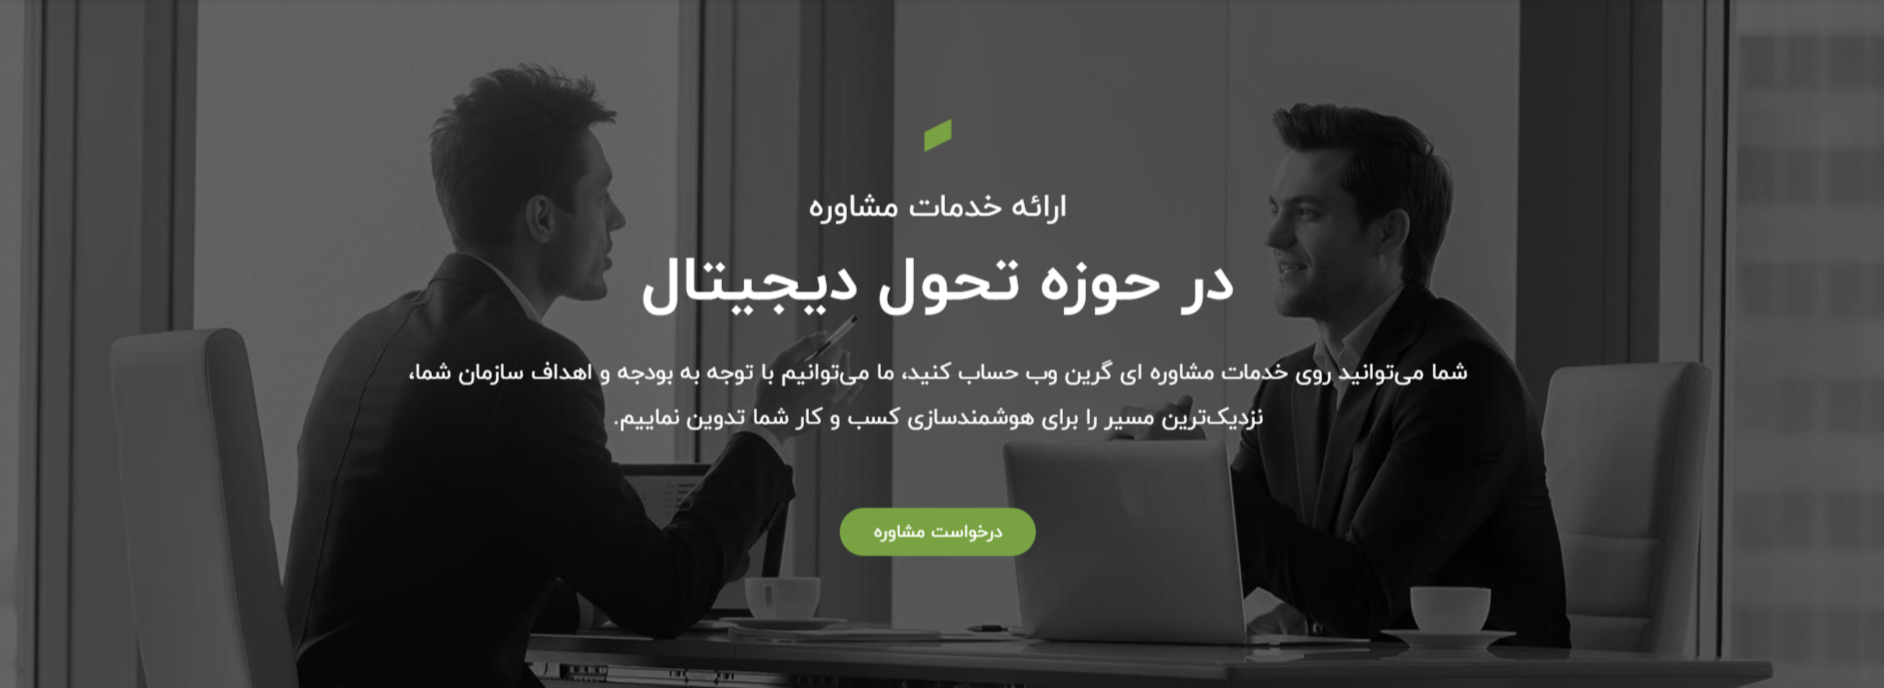 ارائه خدمات مشاوره
در حوزه تحول دیجیتال
شما می‌توانید روی خدمات مشاوره ای گرین وب حساب کنید، ما می‌توانیم با توجه به بودجه و اهداف سازمان شما،
نزدیک‌ترین مسیر را برای هوشمندسازی کسب و کار شما تدوین نماییم.
درخواست مشاوره